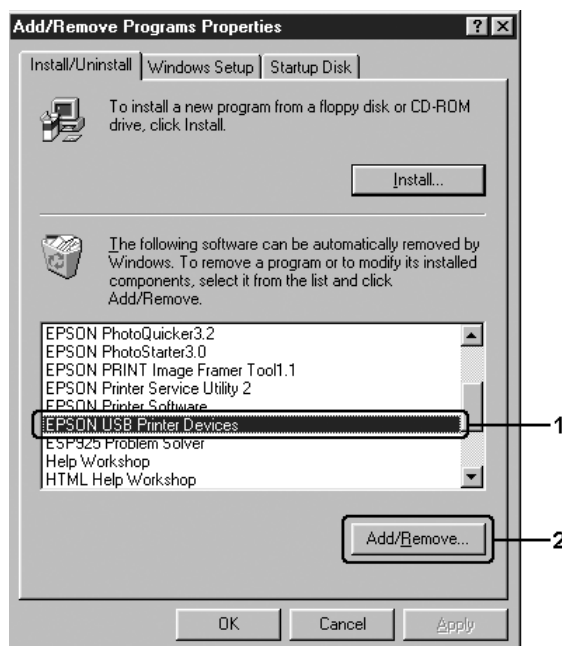 Add/Remove Programs Properties
Install/Uninstall Windows Setup Startup Disk
To install a new program from a floppy disk or CD-ROM
drive, click Install.
Install...
The following software can be automatically removed by
Windows. To remove a program or to modify its installed
components, select it from the list and click
Add/Remove.
EPSON PhotoQuicker3.2
EPSON PhotoStarter3.0
EPSON PRINT Image Framer Tool1.1
EPSON Printer Service Utility 2
EPSON Printer Software
EPSON USB Printer Devices
1
ESP925 Problem Solver
Help Workshop
HTML Help Workshop
Add/Remove...
2
OK Cancel Apply